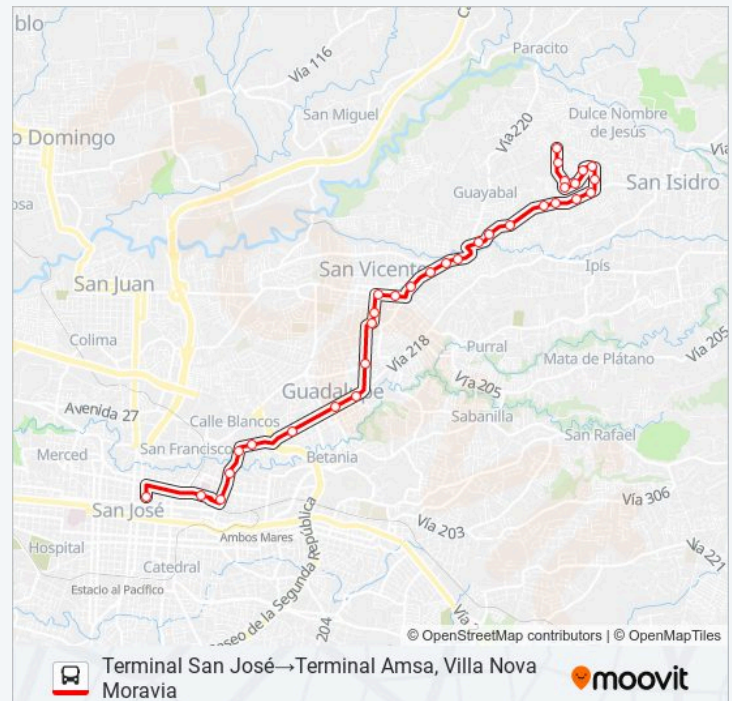 blo
Vía 116
Paracito
San Miguel
Vía 220
Dulce Nombre
de Jesús
o Domingo
Guayabal
San Isidro
osa
San Vicente
Ipís
San Juan
Colima
Vía 218
Purral
Vía 205
Mata de Plátano
Guadalupe
Vía 205
Avenida 27
Calle Blancos
Sabanilla
San Francisco
San Rafael
Merced
Betania
San José
Vía 306
Ambos Mares
Vía 203
Hospital
Catedral
Vía 221
Estacio al Pacífico
Paseo de la Segunda República
204
© OpenStreetMap contributors | © OpenMapTiles
Terminal San José→Terminal Amsa, Villa Nova
Moravia
moovit